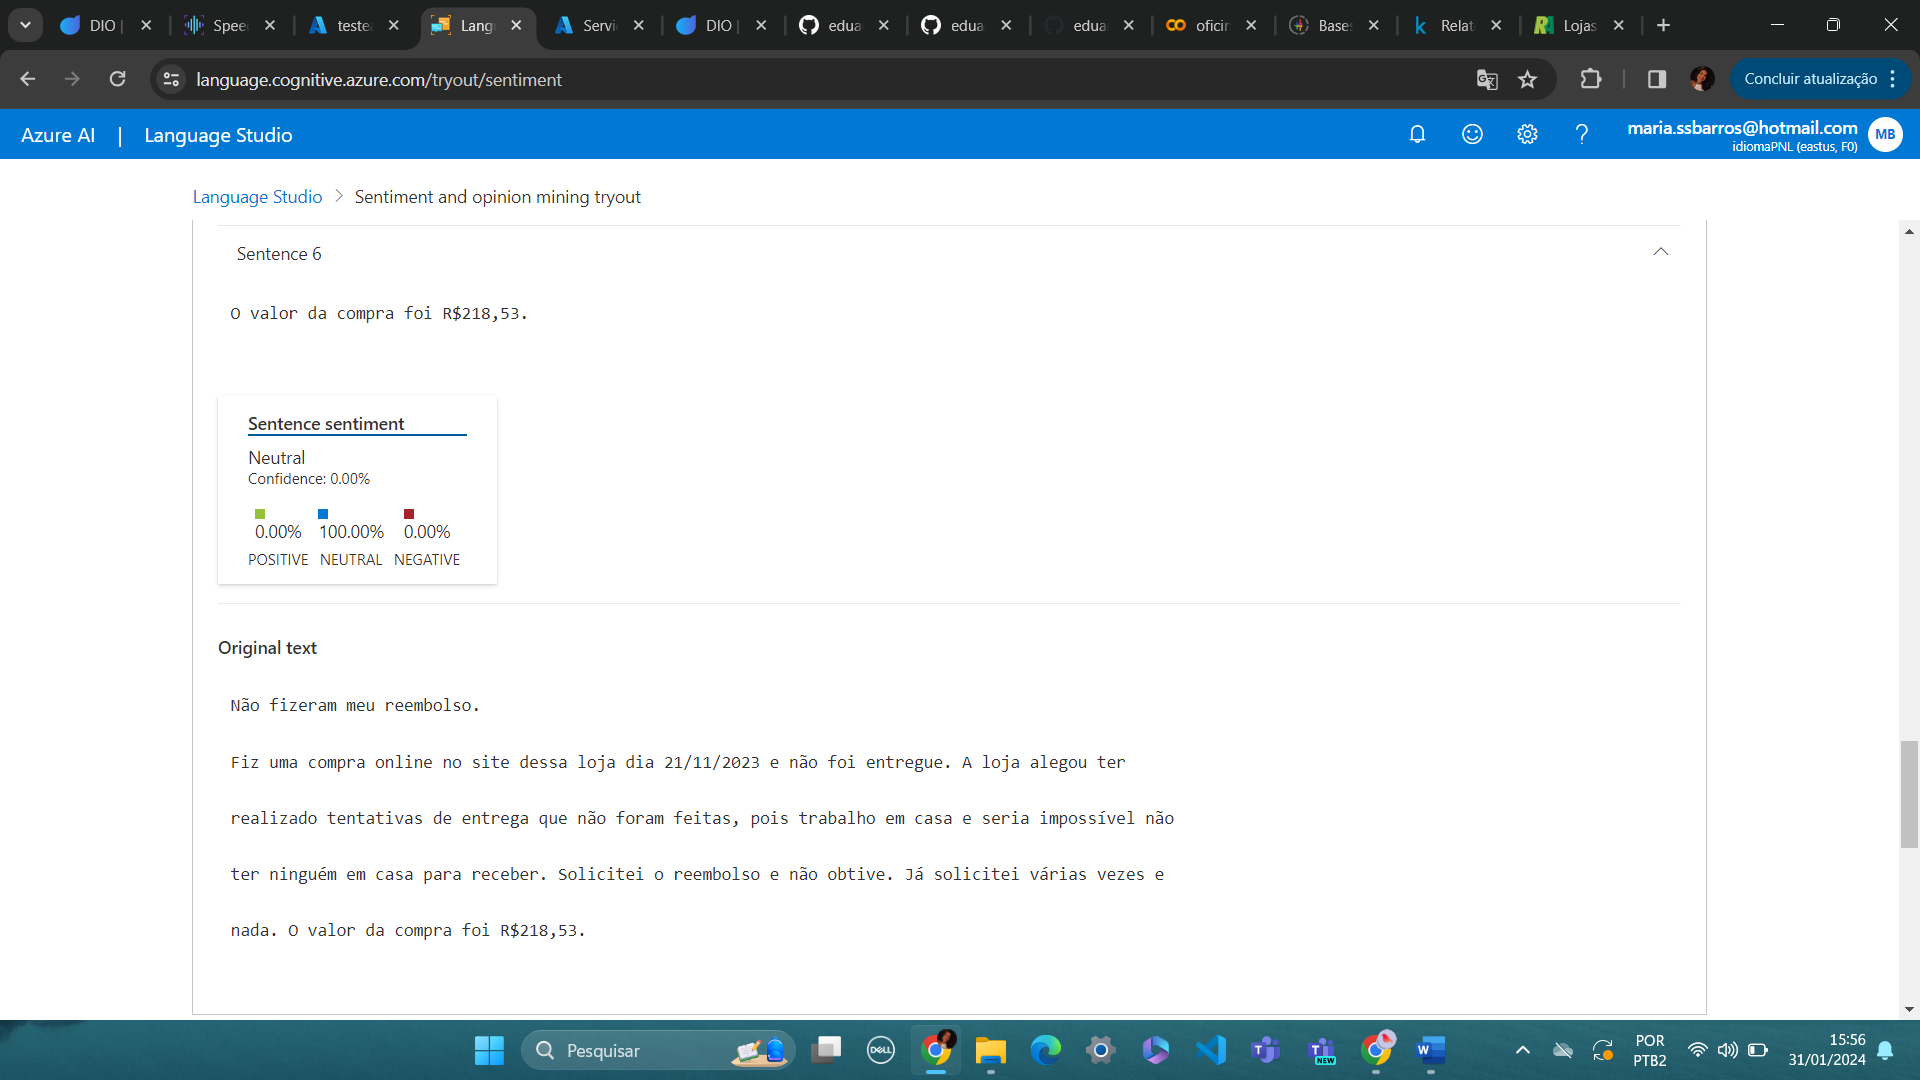 DIO |
Spee
teste
Lang
Servi
DIO |
edua
edua
edua
oficin
Bases
Relat
Lojas
language.cognitive.azure.com/tryout/sentiment
Concluir atualização
Azure AI | Language Studio
maria.ssbarros@hotmail.com
idiomaPNL (eastus, F0)
MB
Language Studio > Sentiment and opinion mining tryout
Sentence 6
O valor da compra foi R$218,53.
Sentence sentiment
Neutral
Confidence: 0.00%
0.00% 100.00% 0.00%
POSITIVE NEUTRAL NEGATIVE
Original text
Não fizeram meu reembolso.
Fiz uma compra online no site dessa loja dia 21/11/2023 e não foi entregue. A loja alegou ter
realizado tentativas de entrega que não foram feitas, pois trabalho em casa e seria impossível não
ter ninguém em casa para receber. Solicitei o reembolso e não obtive. Já solicitei várias vezes e
nada. O valor da compra foi R$218,53.
Pesquisar
DELL
NEW
POR
PTB2
15:56
31/01/2024